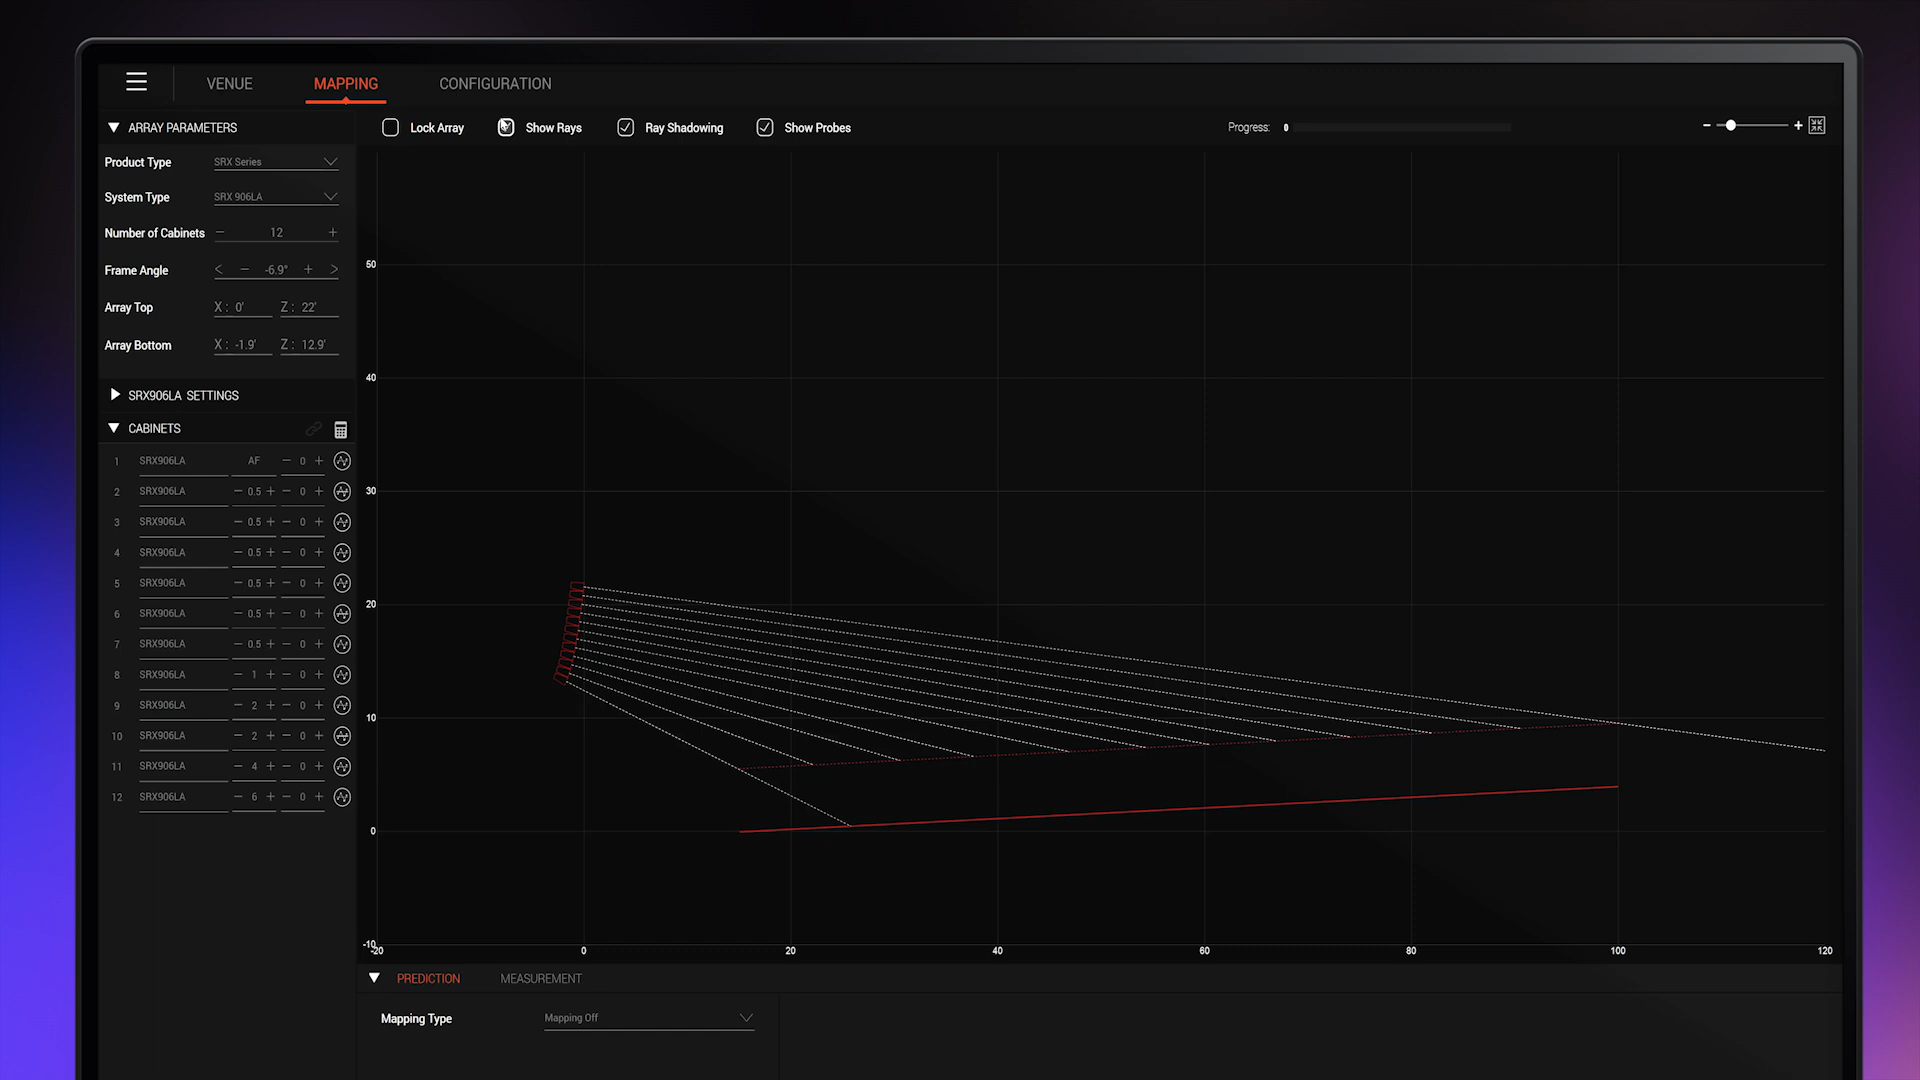 VENUE MAPPING CONFIGURATION
ARRAY PARAMETERS
Lock Array Show Rays Ray Shadowing Show Probes Progress: 0 - +
Product Type SRX Series
System Type SRX 906LA
Number of Cabinets - 12 +
Frame Angle < - -6.9° + >
Array Top X : 0' Z : 22'
Array Bottom X : -1.9' Z : 12.9'
SRX906LA SETTINGS
CABINETS
1 SRX906LA AF - 0 +
2 SRX906LA - 0.5 + - 0 +
3 SRX906LA - 0.5 + - 0 +
4 SRX906LA - 0.5 + - 0 +
5 SRX906LA - 0.5 + - 0 +
6 SRX906LA - 0.5 + - 0 +
7 SRX906LA - 0.5 + - 0 +
8 SRX906LA - 1 + - 0 +
9 SRX906LA - 2 + - 0 +
10 SRX906LA - 2 + - 0 +
11 SRX906LA - 4 + - 0 +
12 SRX906LA - 6 + - 0 +
50
40
30
20
10
0
-10
-20 0 20 40 60 80 100 120
PREDICTION MEASUREMENT
Mapping Type Mapping Off